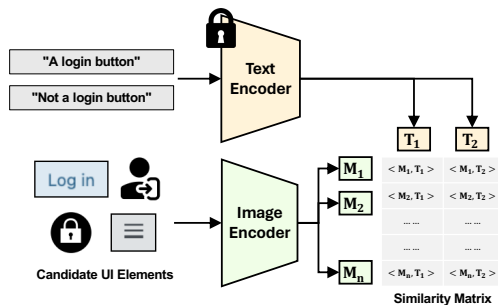 "A login button"
"Not a login button"
Text
Encoder
T1 T2
Log in
Image
Encoder
M1
M2
Mn
< M1, T1 > < M1, T2 >
< M2, T1 > < M2, T2 >
... ... ... ...
... ... ... ...
< Mn, T1 > < Mn, T2 >
Candidate UI Elements
Similarity Matrix